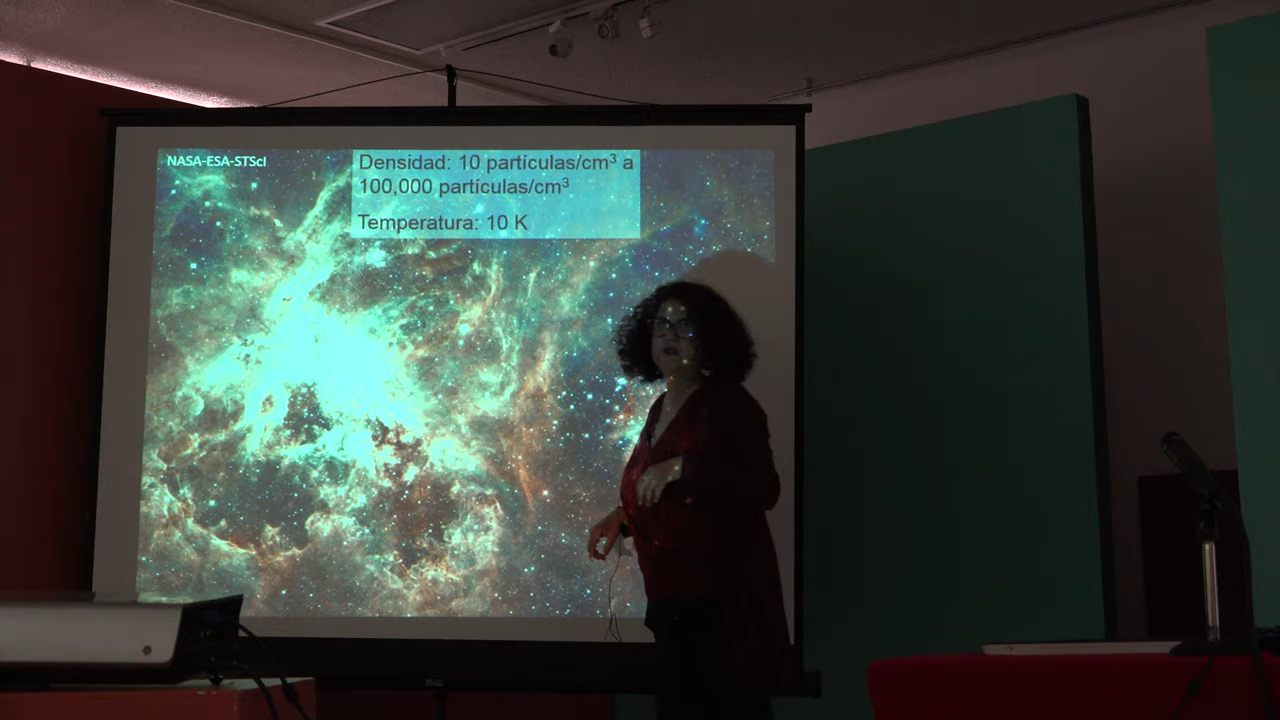 NASA-ESA-STScI
Densidad: 10 partículas/cm³ a
100,000 partículas/cm³
Temperatura: 10 K